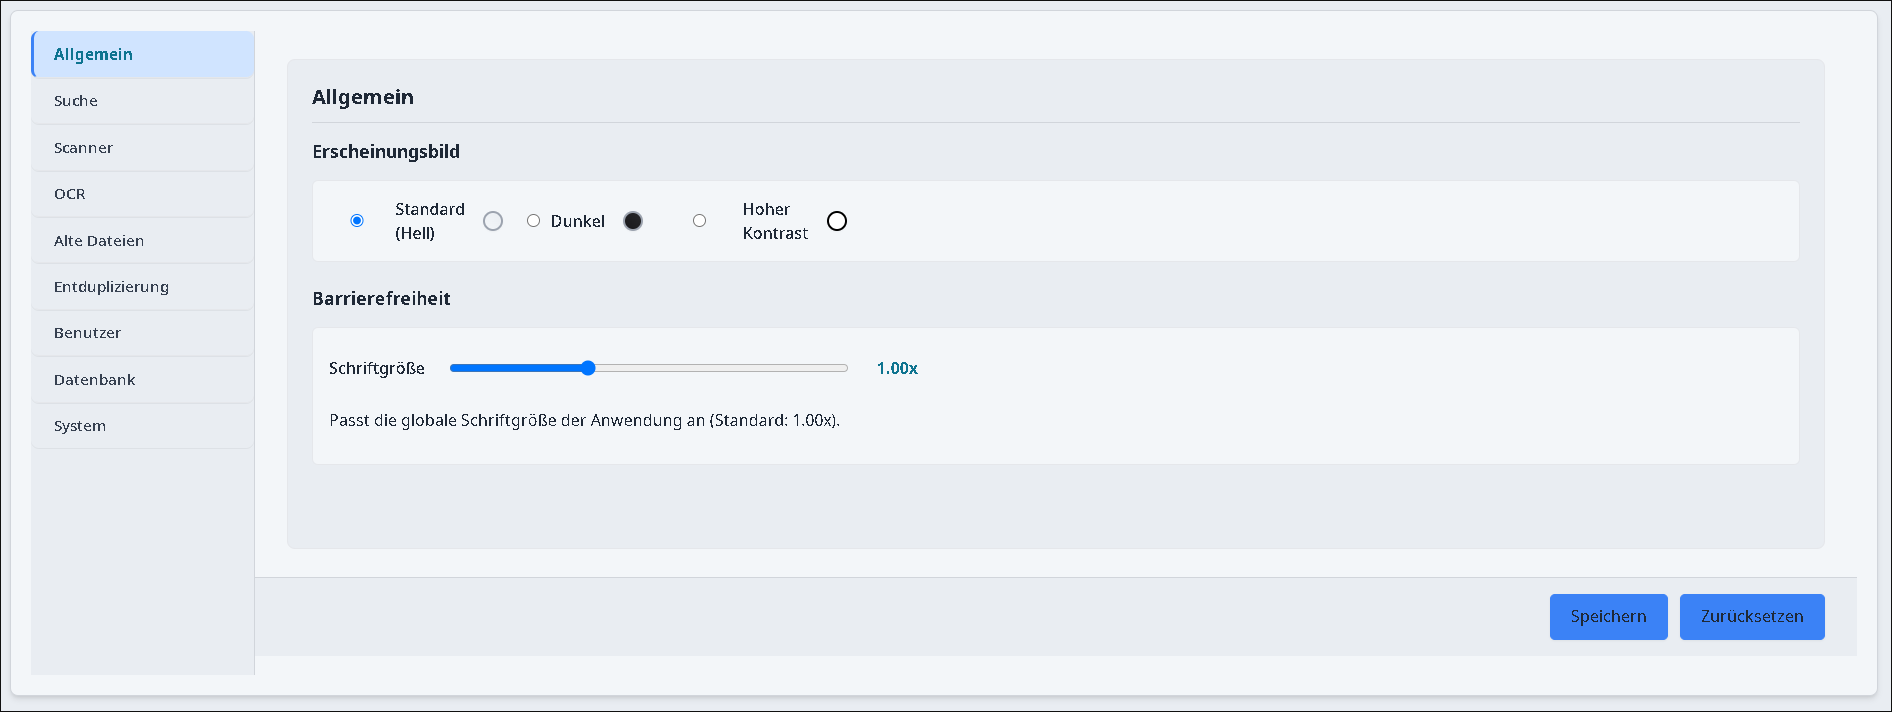 Allgemein
Suche
Scanner
OCR
Alte Dateien
Entduplizierung
Benutzer
Datenbank
System
Allgemein
Erscheinungsbild
Standard
(Hell)
Dunkel
Hoher
Kontrast
Barrierefreiheit
Schriftgröße 1.00x
Passt die globale Schriftgröße der Anwendung an (Standard: 1.00x).
Speichern Zurücksetzen